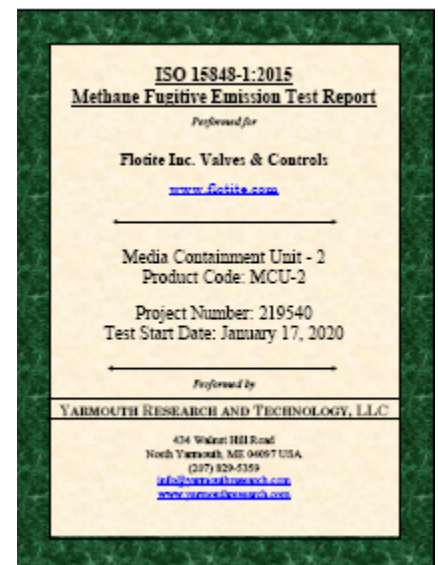 ISO 15848-1:2015
Methane Fugitive Emission Test Report
Performed for
Flotite Inc. Valves & Controls
www.flotite.com
Media Containment Unit - 2
Product Code: MCU-2
Project Number: 219540
Test Start Date: January 17, 2020
Performed by
YARMOUTH RESEARCH AND TECHNOLOGY, LLC
434 Walnut Hill Road
North Yarmouth, ME 04097 USA
(207) 829-5359
info@yarmouthresearch.com
www.yarmouthresearch.com